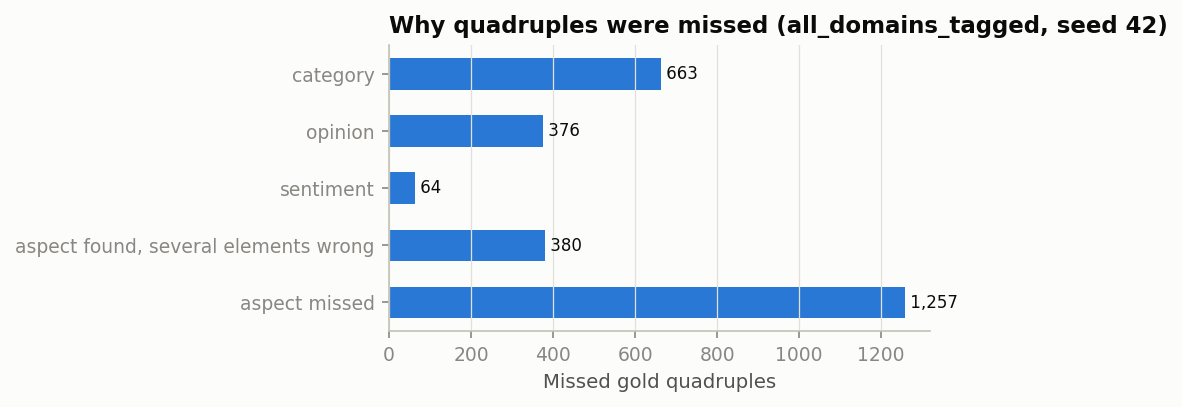 Why quadruples were missed (all_domains_tagged, seed 42)
category 663
opinion 376
sentiment 64
aspect found, several elements wrong 380
aspect missed 1,257
0 200 400 600 800 1000 1200
Missed gold quadruples